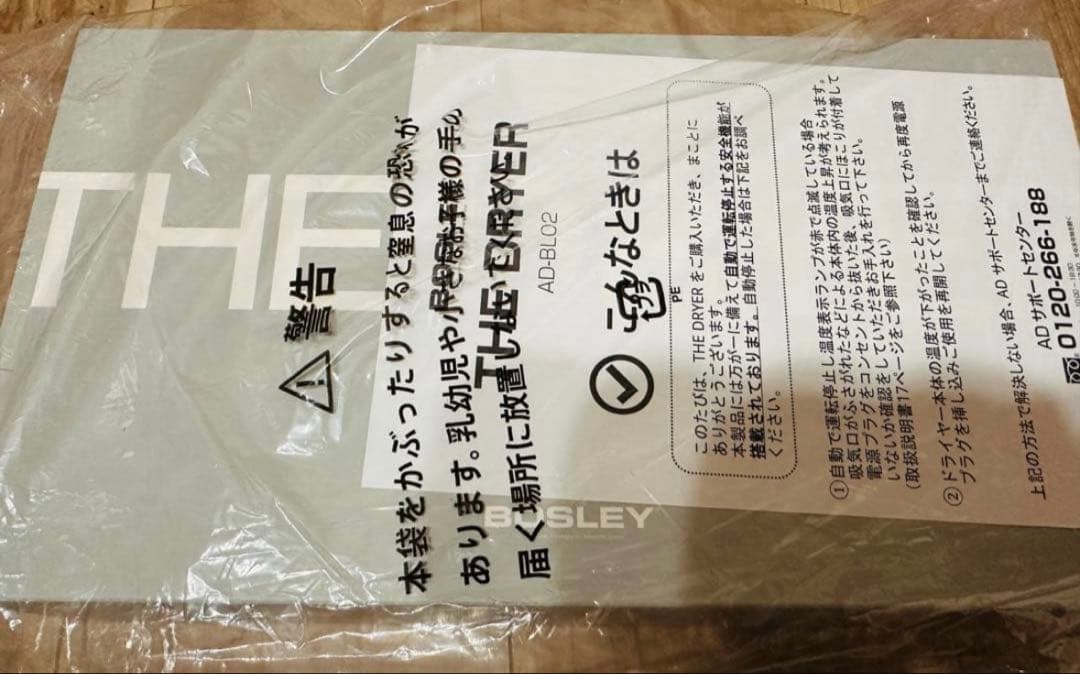 THE
警告
本袋をかぶったりすると窒息の恐れが
あります。乳幼児や小さなお子様の手の
届く場所に放置しないで
THE DRYER
AD-BL02
こんなときは
PE
このたびは、THE DRYER をご購入いただき、まことに
ありがとうございます。
本製品には万が一に備えて自動で運転停止する安全機能が
搭載されております。自動停止した場合は下記をお調べ
ください。
①自動で運転停止し温度表示ランプが赤で点滅している場合
吸気口がふさがれたなどによる本体内の温度上昇が考えられます。
電源プラグをコンセントから抜いた後、吸気口にほこりが付着して
いないか確認をしていただきお手入れを行って下さい。
(取扱説明書17ページをご参照下さい)
②ドライヤー本体の温度が下がったことを確認してから再度電源
プラグを挿し込みご使用を再開してください。
上記の方法で解決しない場合、AD サポートセンターまでご連絡ください。
AD サポートセンター
0120-266-188
BOSLEY